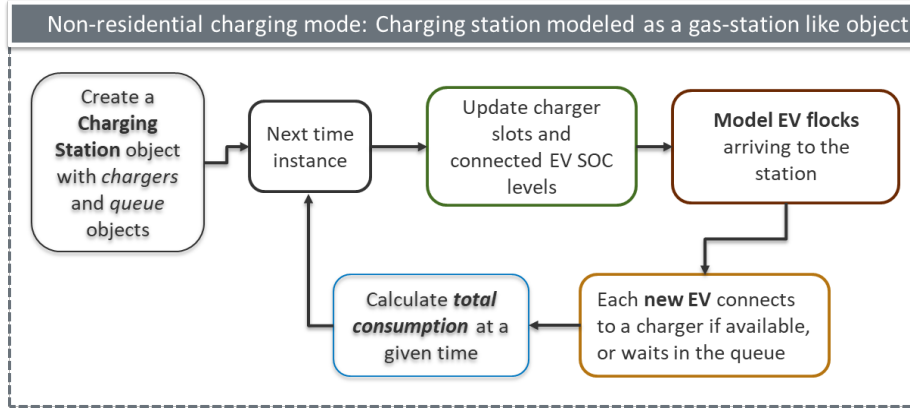 Non-residential charging mode: Charging station modeled as a gas-station like object
Create a
Charging
Station object
with chargers
and queue
objects
Next time
instance
Update charger
slots and
connected EV SOC
levels
Model EV flocks
arriving to the
station
Each new EV connects
to a charger if available,
or waits in the queue
Calculate total
consumption at a
given time